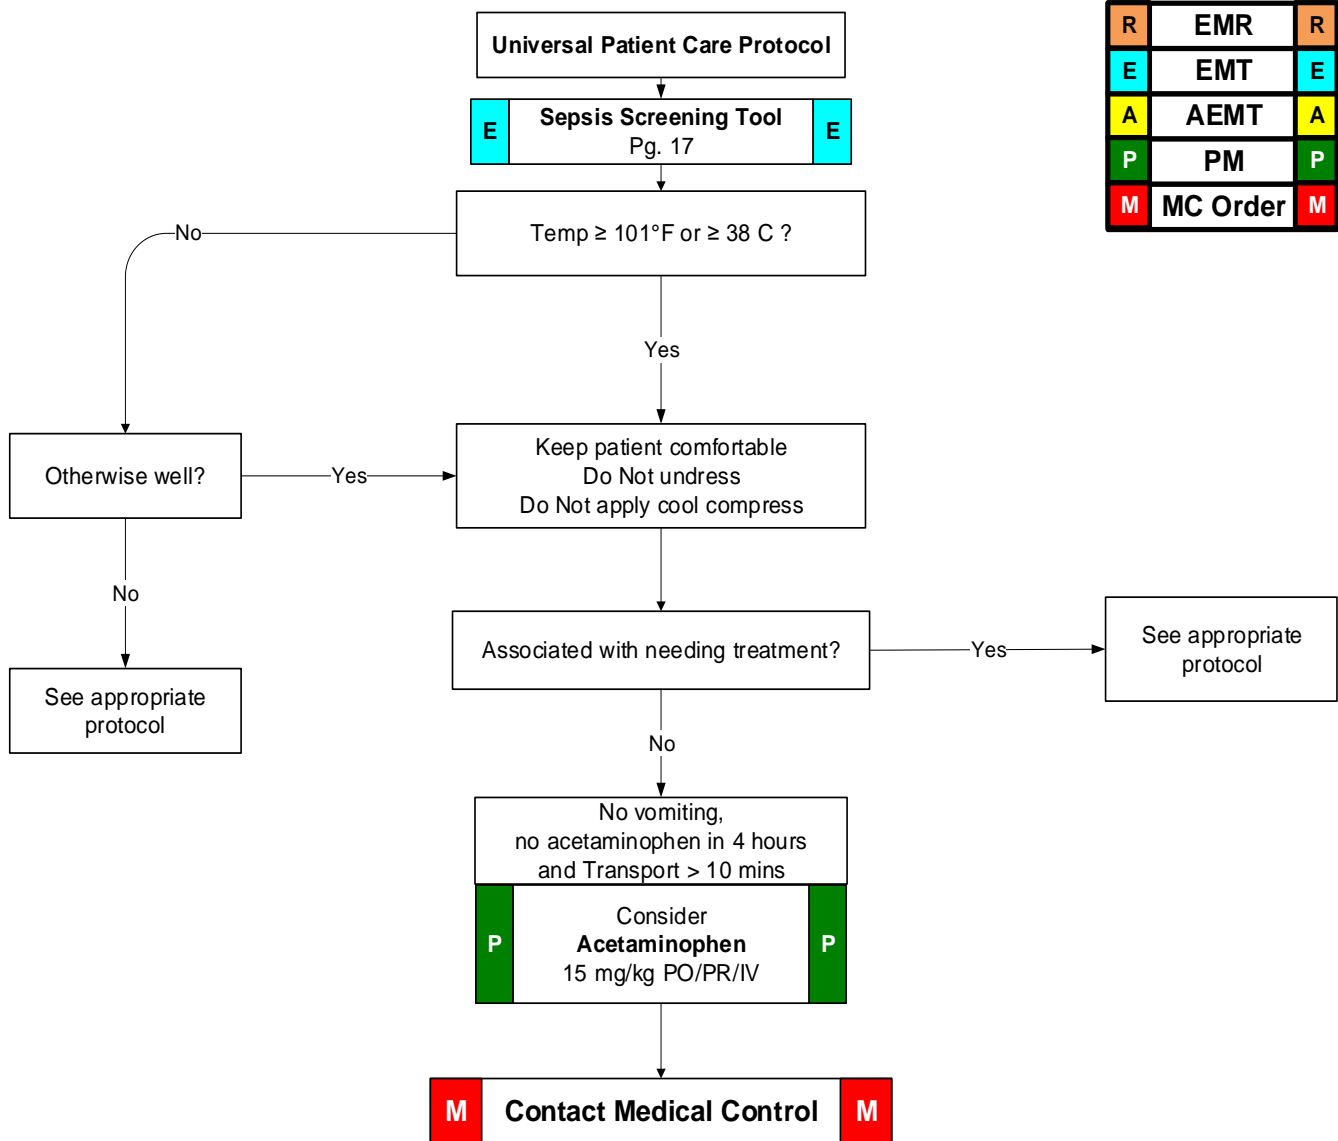 Universal Patient Care Protocol
R EMR R
E EMT E
A AEMT A
P PM P
M MC Order M
E Sepsis Screening Tool E
Pg. 17
Temp ≥ 101°F or ≥ 38 C ?
No
Yes
Otherwise well?
Yes
Keep patient comfortable
Do Not undress
Do Not apply cool compress
No
See appropriate
protocol
Associated with needing treatment?
Yes
See appropriate
protocol
No
No vomiting,
no acetaminophen in 4 hours
and Transport > 10 mins
Consider
P Acetaminophen P
15 mg/kg PO/PR/IV
M Contact Medical Control M